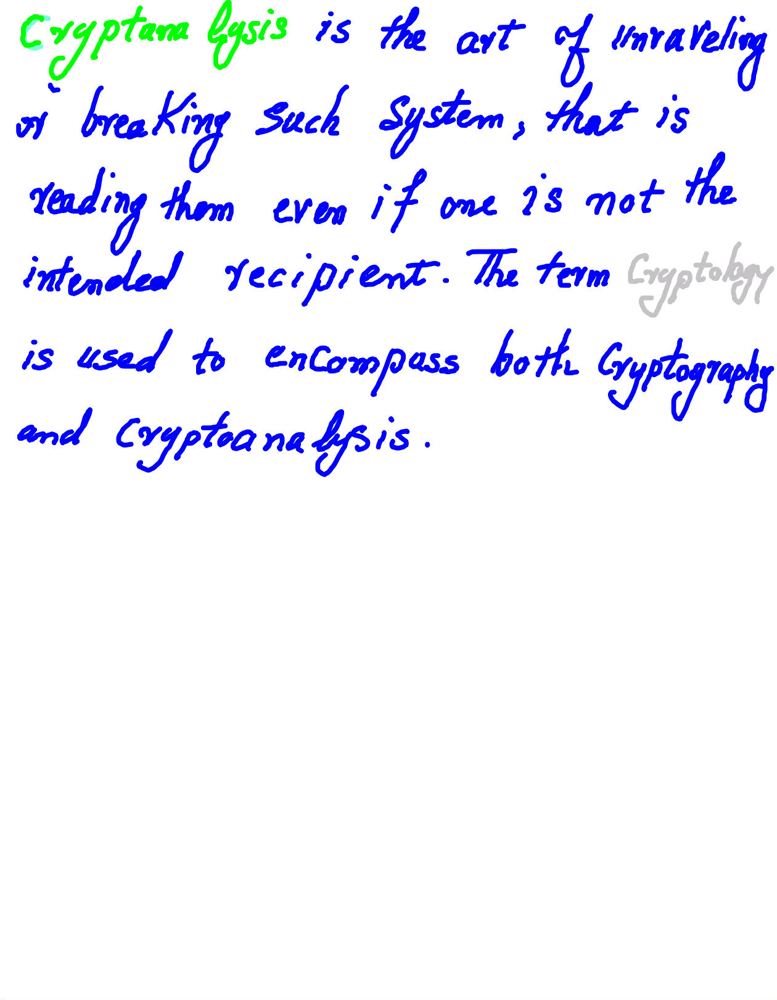 Cryptanalysis is the art of unraveling
or breaking such system, that is
reading them even if one is not the
intended recipient. The term Cryptology
is used to encompass both Cryptography
and Cryptoanalysis.